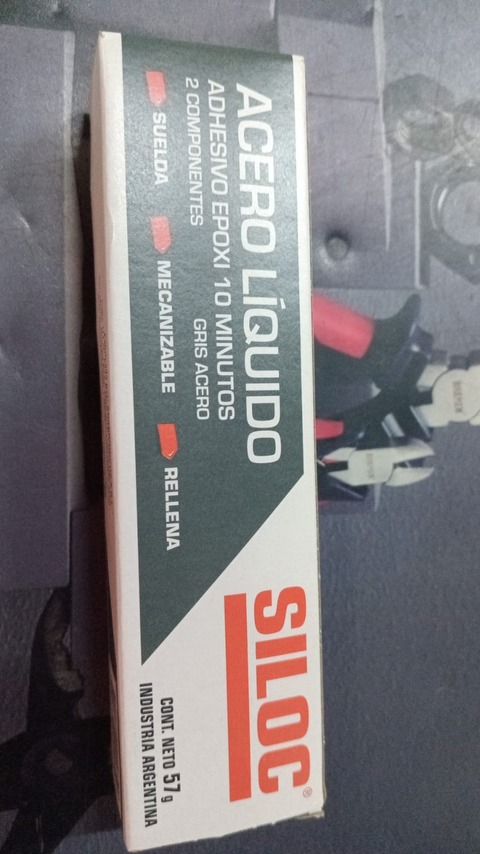 ACERO LÍQUIDO
ADHESIVO EPOXI 10 MINUTOS
2 COMPONENTES
GRIS ACERO
SUELDA
MECANIZABLE
RELLENA
SILOC®
CONT. NETO 57g
INDUSTRIA ARGENTINA